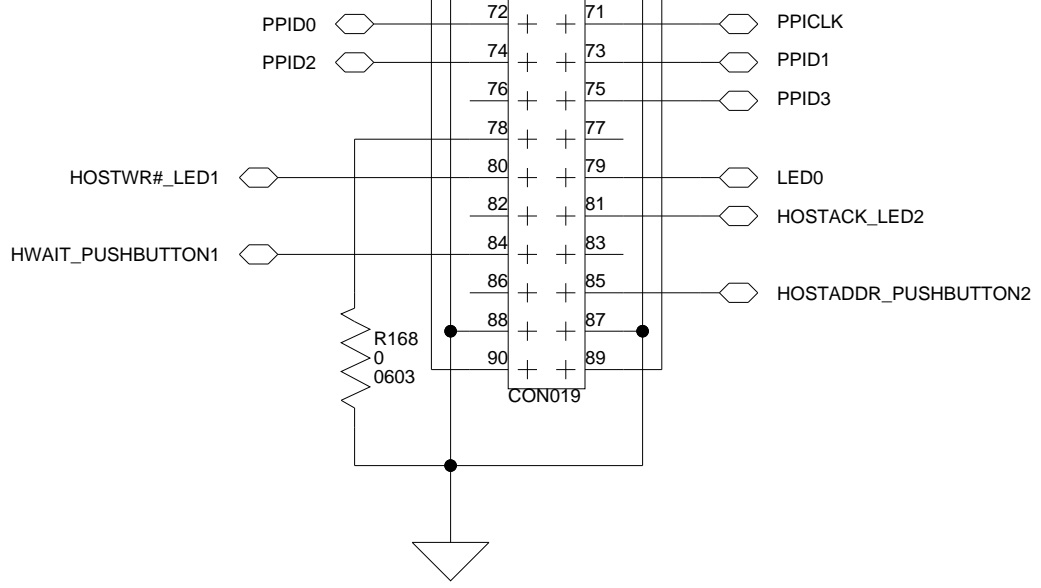 PPID0 72 71 PPICLK
PPID2 74 73 PPID1
76 75 PPID3
78 77
HOSTWR#_LED1 80 79 LED0
82 81 HOSTACK_LED2
HWAIT_PUSHBUTTON1 84 83
86 85 HOSTADDR_PUSHBUTTON2
88 87
R168
0
0603
90 89
CON019